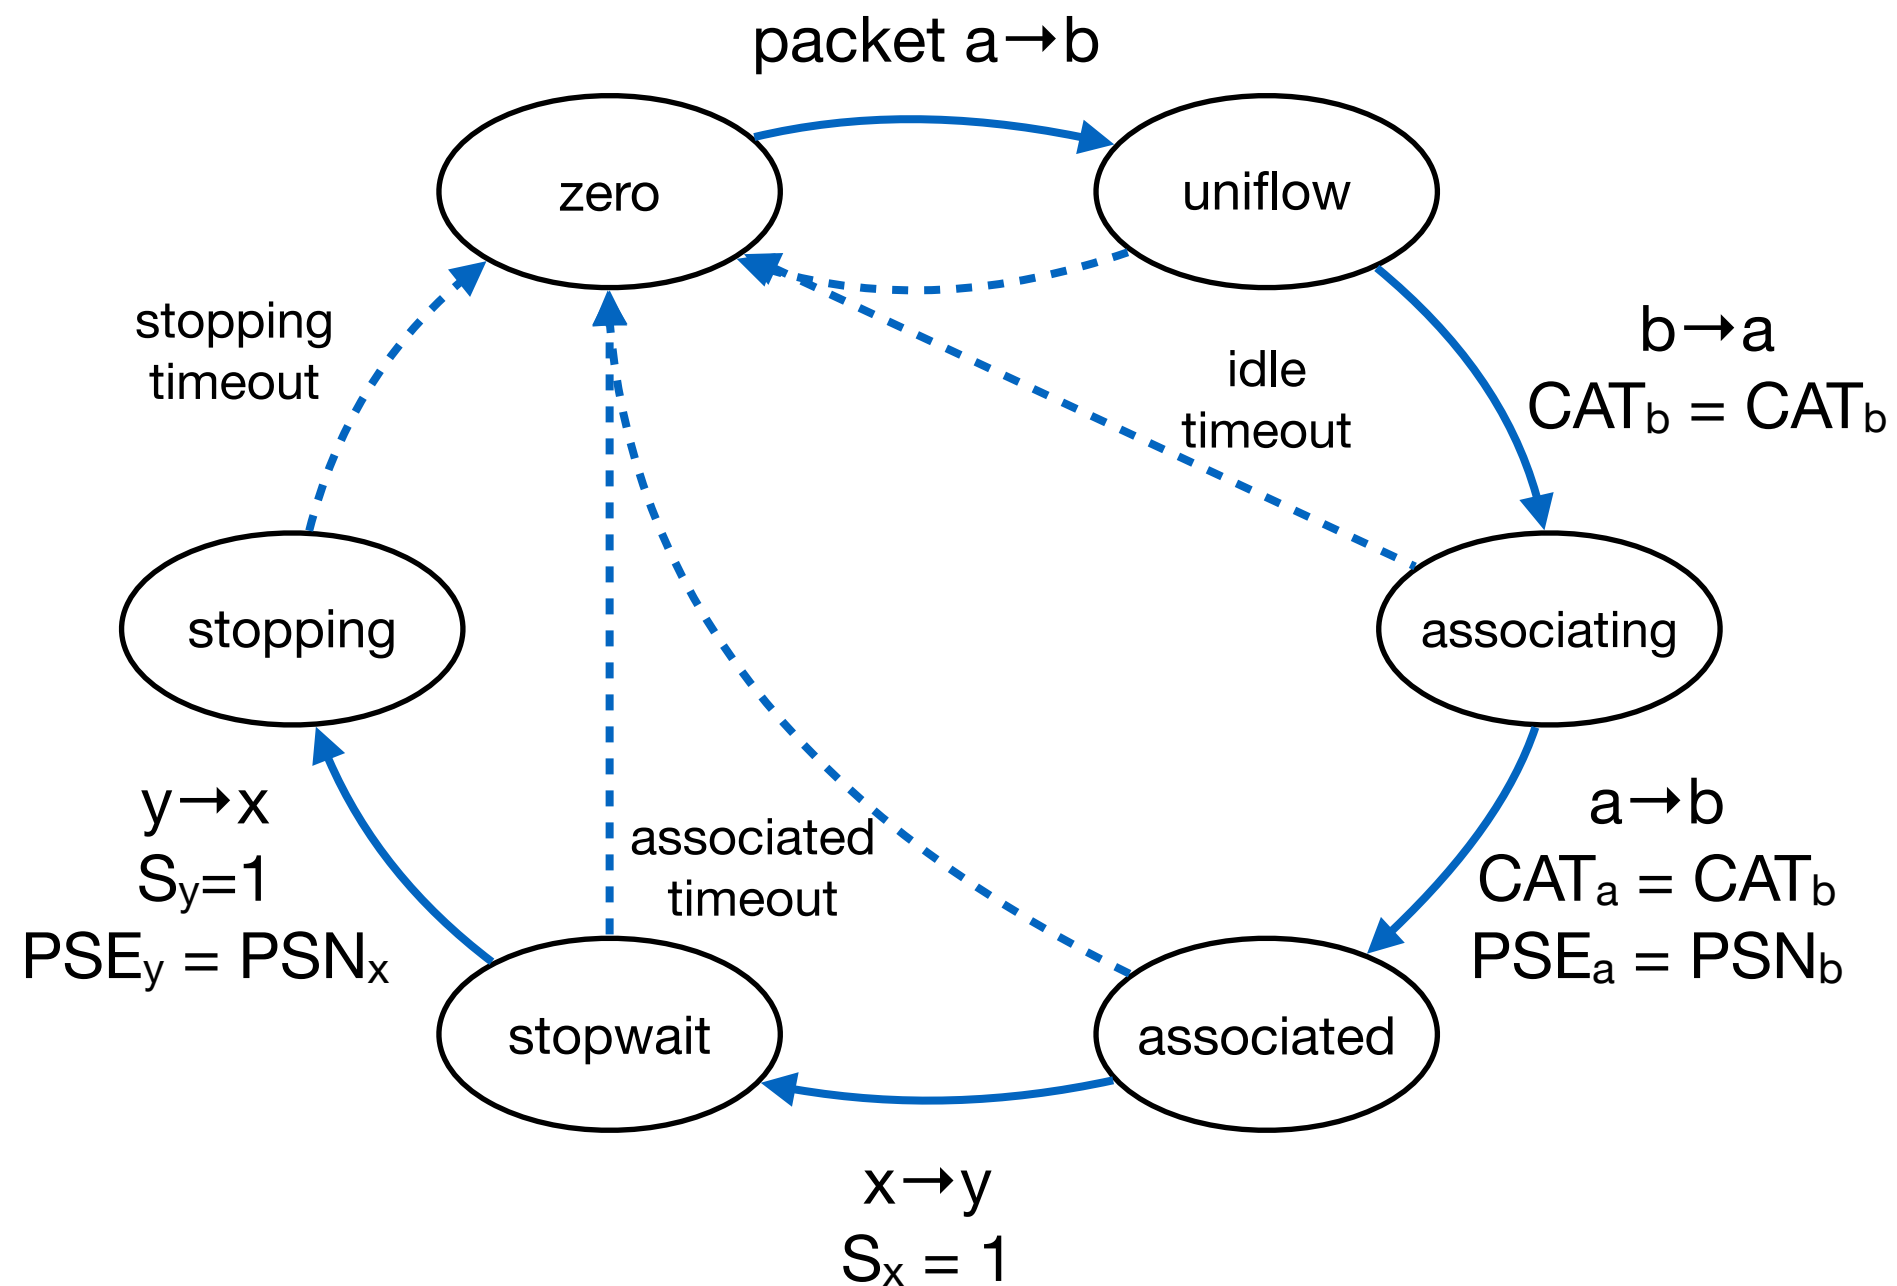 packet a→b
zero
uniflow
stopping
timeout
idle
timeout
b→a
CATb = CATb
stopping
associating
y→x
Sy=1
PSEy = PSNx
associated
timeout
a→b
CATa = CATb
PSEa = PSNb
stopwait
associated
x→y
Sx = 1